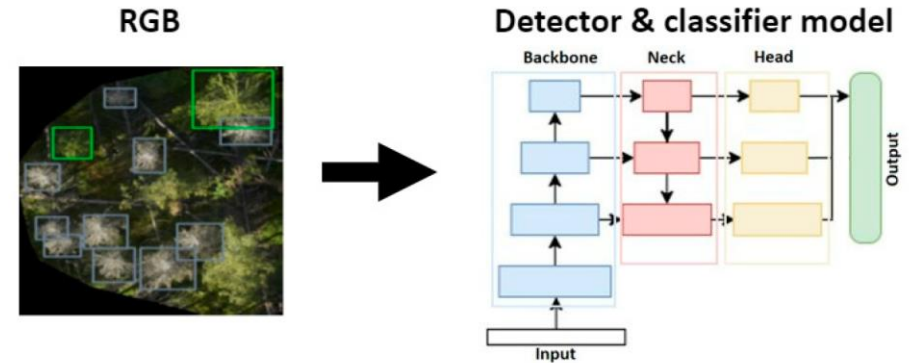 RGB
Detector & classifier model
Backbone
Neck
Head
Output
Input